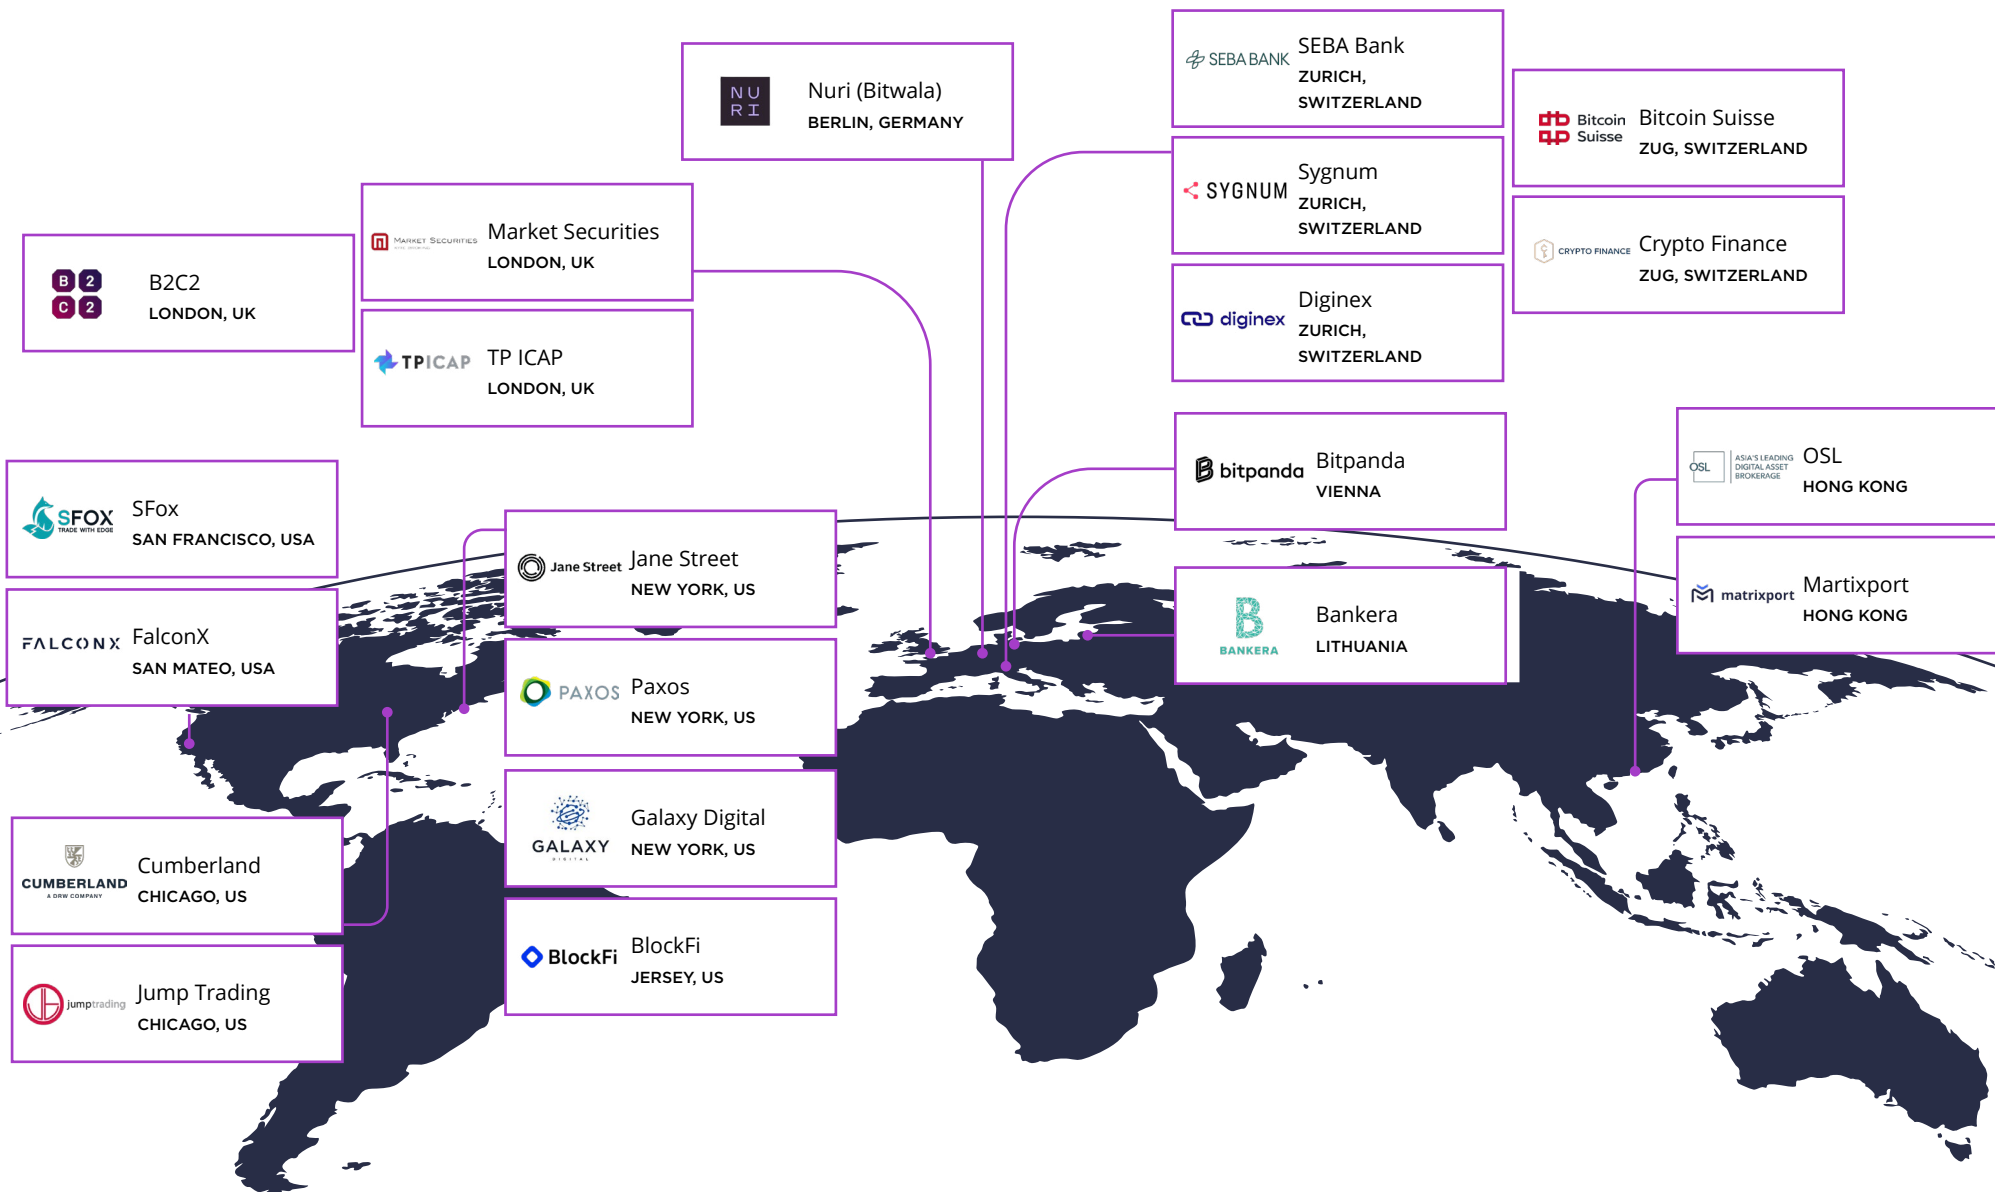 NU
RI
Nuri (Bitwala)
BERLIN, GERMANY
SEBA BANK
SEBA Bank
ZURICH,
SWITZERLAND
Bitcoin
Suisse
Bitcoin Suisse
ZUG, SWITZERLAND
SYGNUM
Sygnum
ZURICH,
SWITZERLAND
CRYPTO FINANCE
Crypto Finance
ZUG, SWITZERLAND
diginex
Diginex
ZURICH,
SWITZERLAND
MARKET SECURITIES
Market Securities
LONDON, UK
B 2
C 2
B2C2
LONDON, UK
TPICAP
TP ICAP
LONDON, UK
bitpanda
Bitpanda
VIENNA
OSL
ASIA'S LEADING
DIGITAL ASSET
BROKERAGE
OSL
HONG KONG
SFOX
TRADE WITH EDGE
SFox
SAN FRANCISCO, USA
Jane Street
Jane Street
NEW YORK, US
BANKERA
Bankera
LITHUANIA
matrixport
Martixport
HONG KONG
FALCONX
FalconX
SAN MATEO, USA
PAXOS
Paxos
NEW YORK, US
GALAXY
DIGITAL
Galaxy Digital
NEW YORK, US
CUMBERLAND
A DRW COMPANY
Cumberland
CHICAGO, US
BlockFi
BlockFi
JERSEY, US
jumptrading
Jump Trading
CHICAGO, US